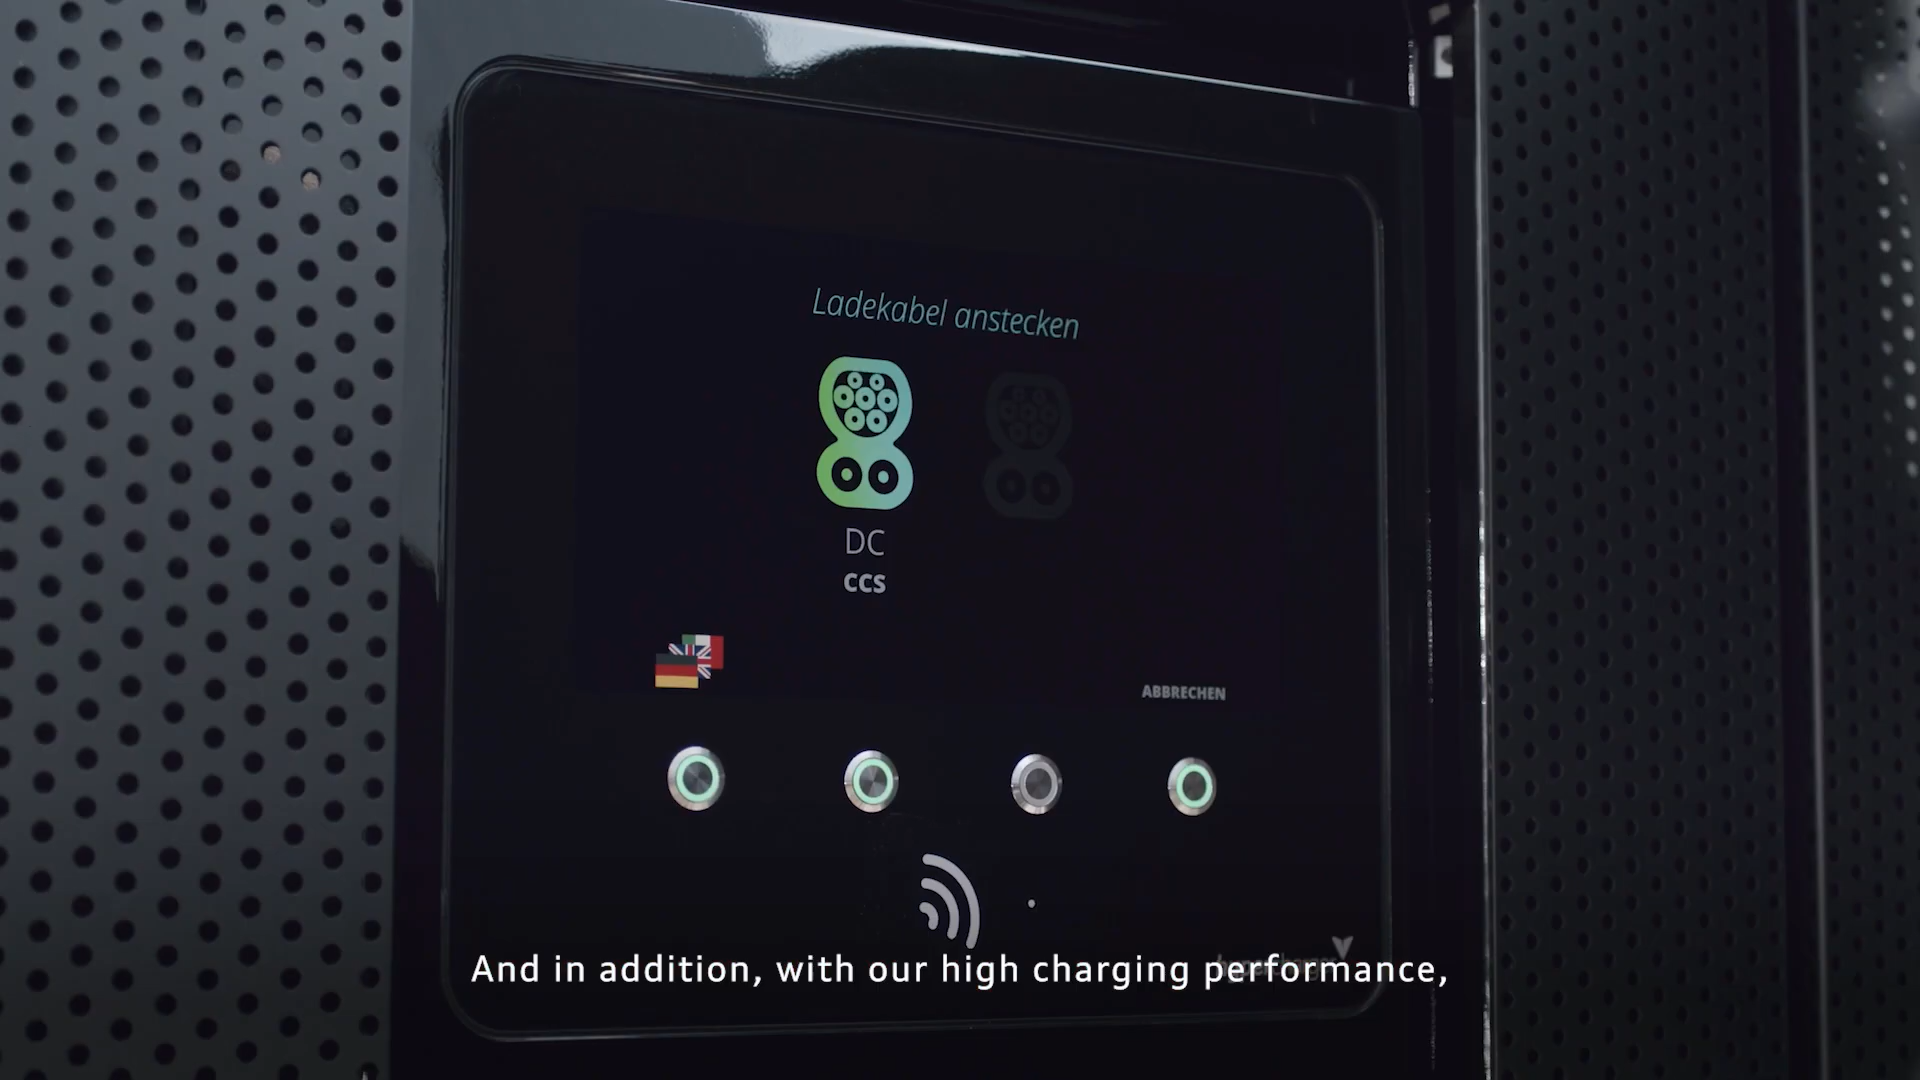 Ladekabel anstecken
DC
CCS
ABBRECHEN
And in addition, with our high charging performance,